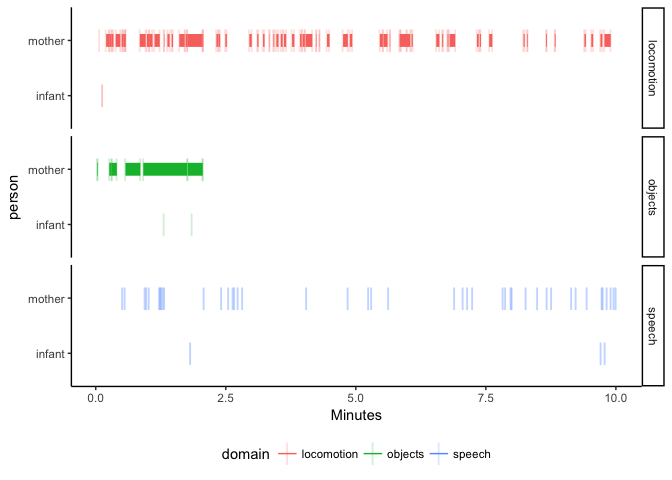 mother
infant
locomotion
mother
infant
objects
mother
infant
speech
person
0.0 2.5 5.0 7.5 10.0
Minutes
domain locomotion objects speech